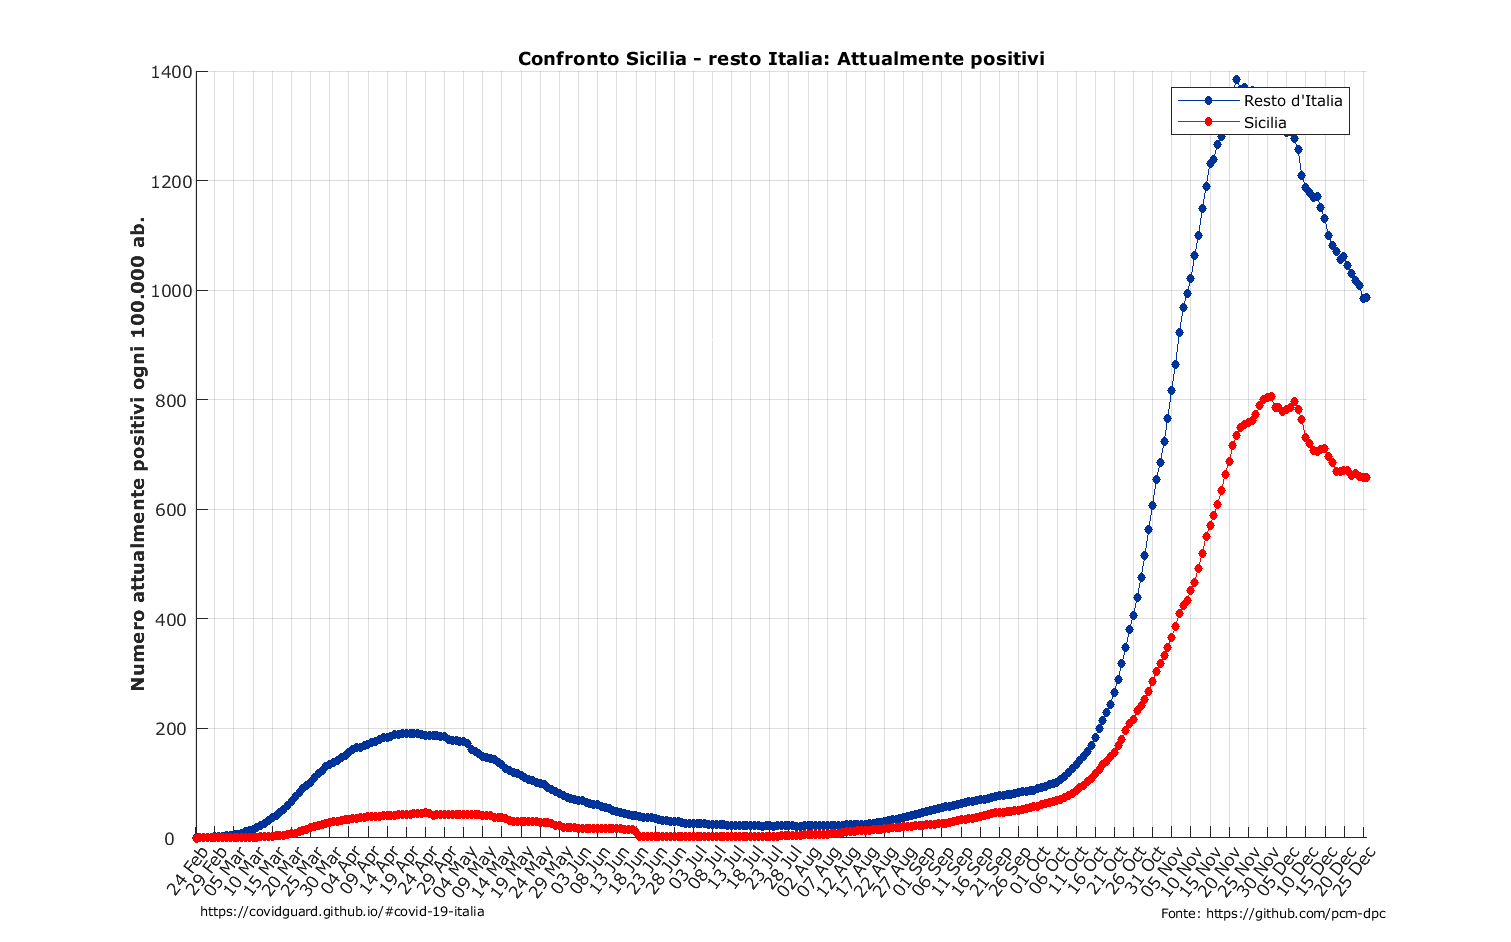 Confronto Sicilia - resto Italia: Attualmente positivi
Resto d'Italia
Sicilia
Numero attualmente positivi ogni 100.000 ab.
1400
1200
1000
800
600
400
200
0
24 Feb
29 Feb
05 Mar
10 Mar
15 Mar
20 Mar
25 Mar
30 Mar
04 Apr
09 Apr
14 Apr
19 Apr
24 Apr
29 Apr
04 May
09 May
14 May
19 May
24 May
29 May
03 Jun
08 Jun
13 Jun
18 Jun
23 Jun
28 Jun
03 Jul
08 Jul
13 Jul
18 Jul
23 Jul
28 Jul
02 Aug
07 Aug
12 Aug
17 Aug
22 Aug
27 Aug
01 Sep
06 Sep
11 Sep
16 Sep
21 Sep
26 Sep
01 Oct
06 Oct
11 Oct
16 Oct
21 Oct
26 Oct
31 Oct
05 Nov
10 Nov
15 Nov
20 Nov
25 Nov
30 Nov
05 Dec
10 Dec
15 Dec
20 Dec
25 Dec
https://covidguard.github.io/#covid-19-italia
Fonte: https://github.com/pcm-dpc